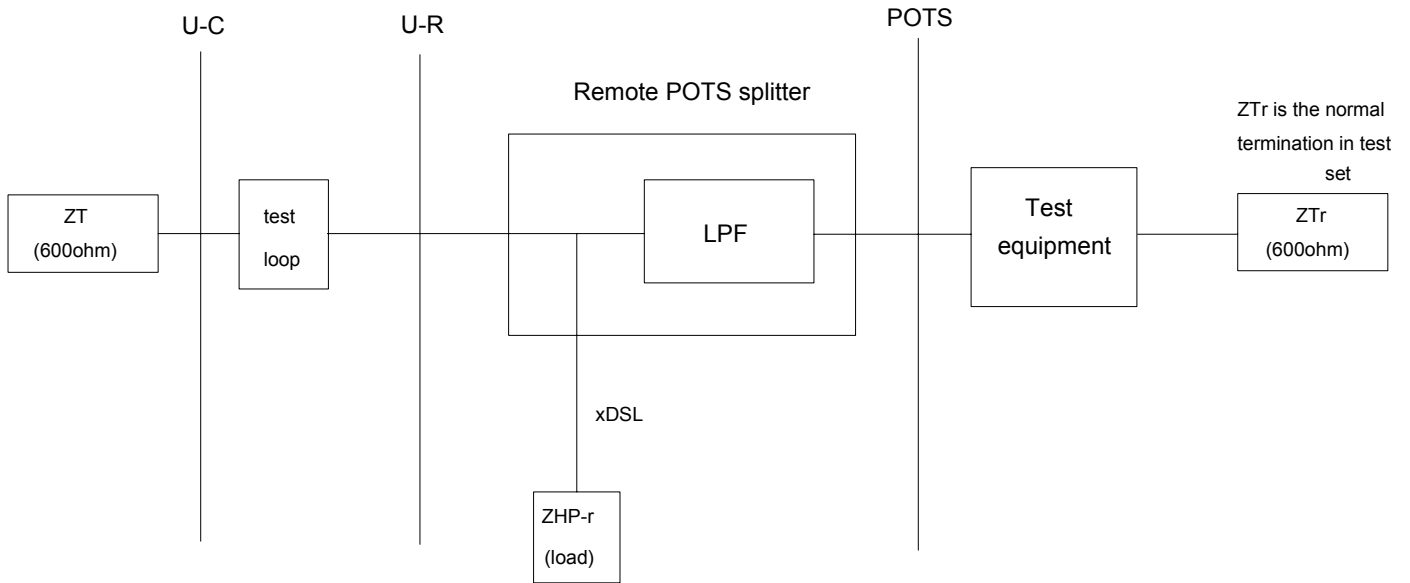 U-C
U-R
POTS
Remote POTS splitter
ZTr is the normal
termination in test
set
ZT
(600ohm)
test
loop
LPF
Test
equipment
ZTr
(600ohm)
xDSL
ZHP-r
(load)